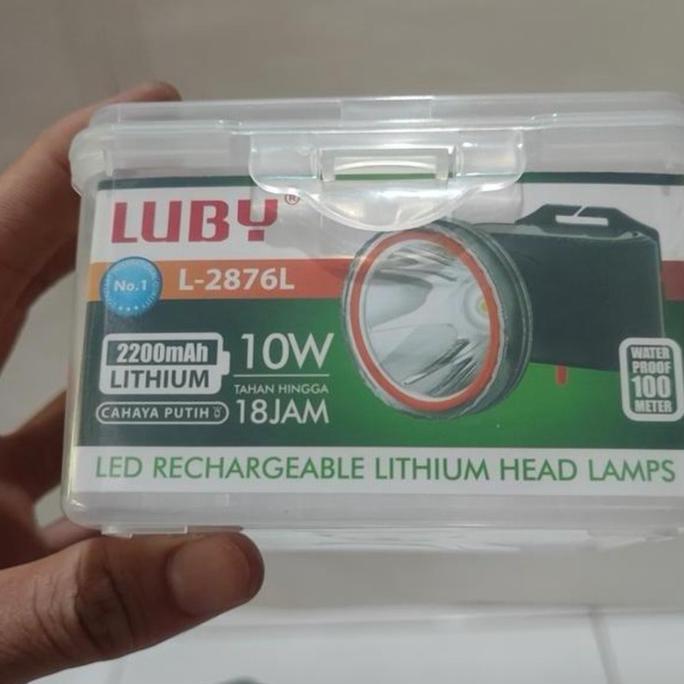 LUBY®
No.1
L-2876L
2200mAh
LITHIUM
CAHAYA PUTIH
10W
TAHAN HINGGA
18JAM
WATER
PROOF
100
METER
LED RECHARGEABLE LITHIUM HEAD LAMPS